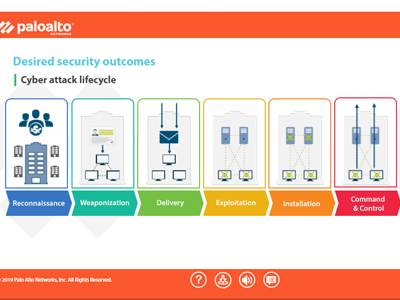 paloalto
NETWORKS
Desired security outcomes
Cyber attack lifecycle
Reconnaissance
Weaponization
Delivery
Exploitation
Installation
Command
& Control
© 2019 Palo Alto Networks, Inc. All Rights Reserved.
?